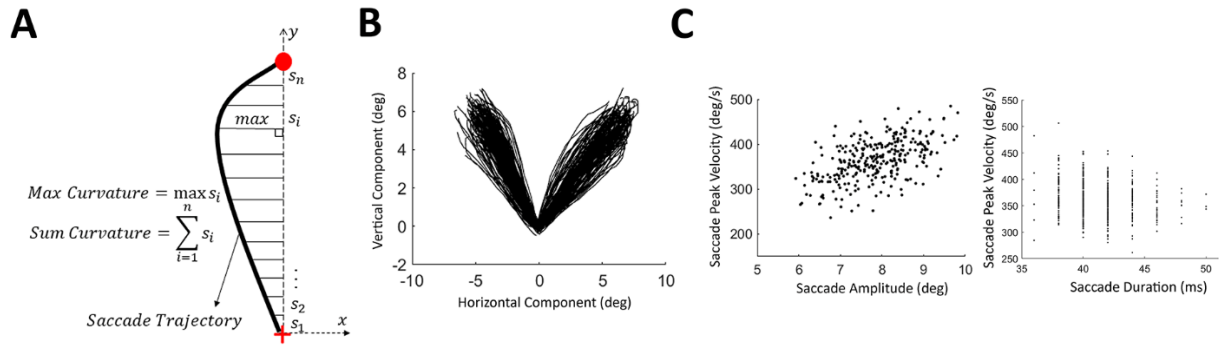 A
y
s_n
s_i
max
Max Curvature = max s_i
Sum Curvature = \sum_{i=1}^{n} s_i
⋮
s_2
Saccade Trajectory
s_1
x
B
Vertical Component (deg)
8
6
4
2
0
-2
-10 -5 0 5 10
Horizontal Component (deg)
C
Saccade Peak Velocity (deg/s)
500
400
300
200
5 6 7 8 9 10
Saccade Amplitude (deg)
Saccade Peak Velocity (deg/s)
550
500
450
400
350
300
250
35 40 45 50
Saccade Duration (ms)